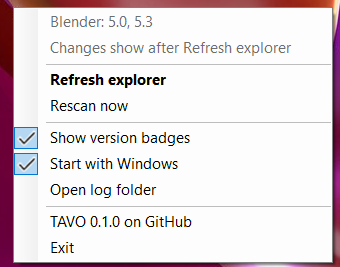 Blender: 5.0, 5.3
Changes show after Refresh explorer
Refresh explorer
Rescan now
Show version badges
Start with Windows
Open log folder
TAVO 0.1.0 on GitHub
Exit